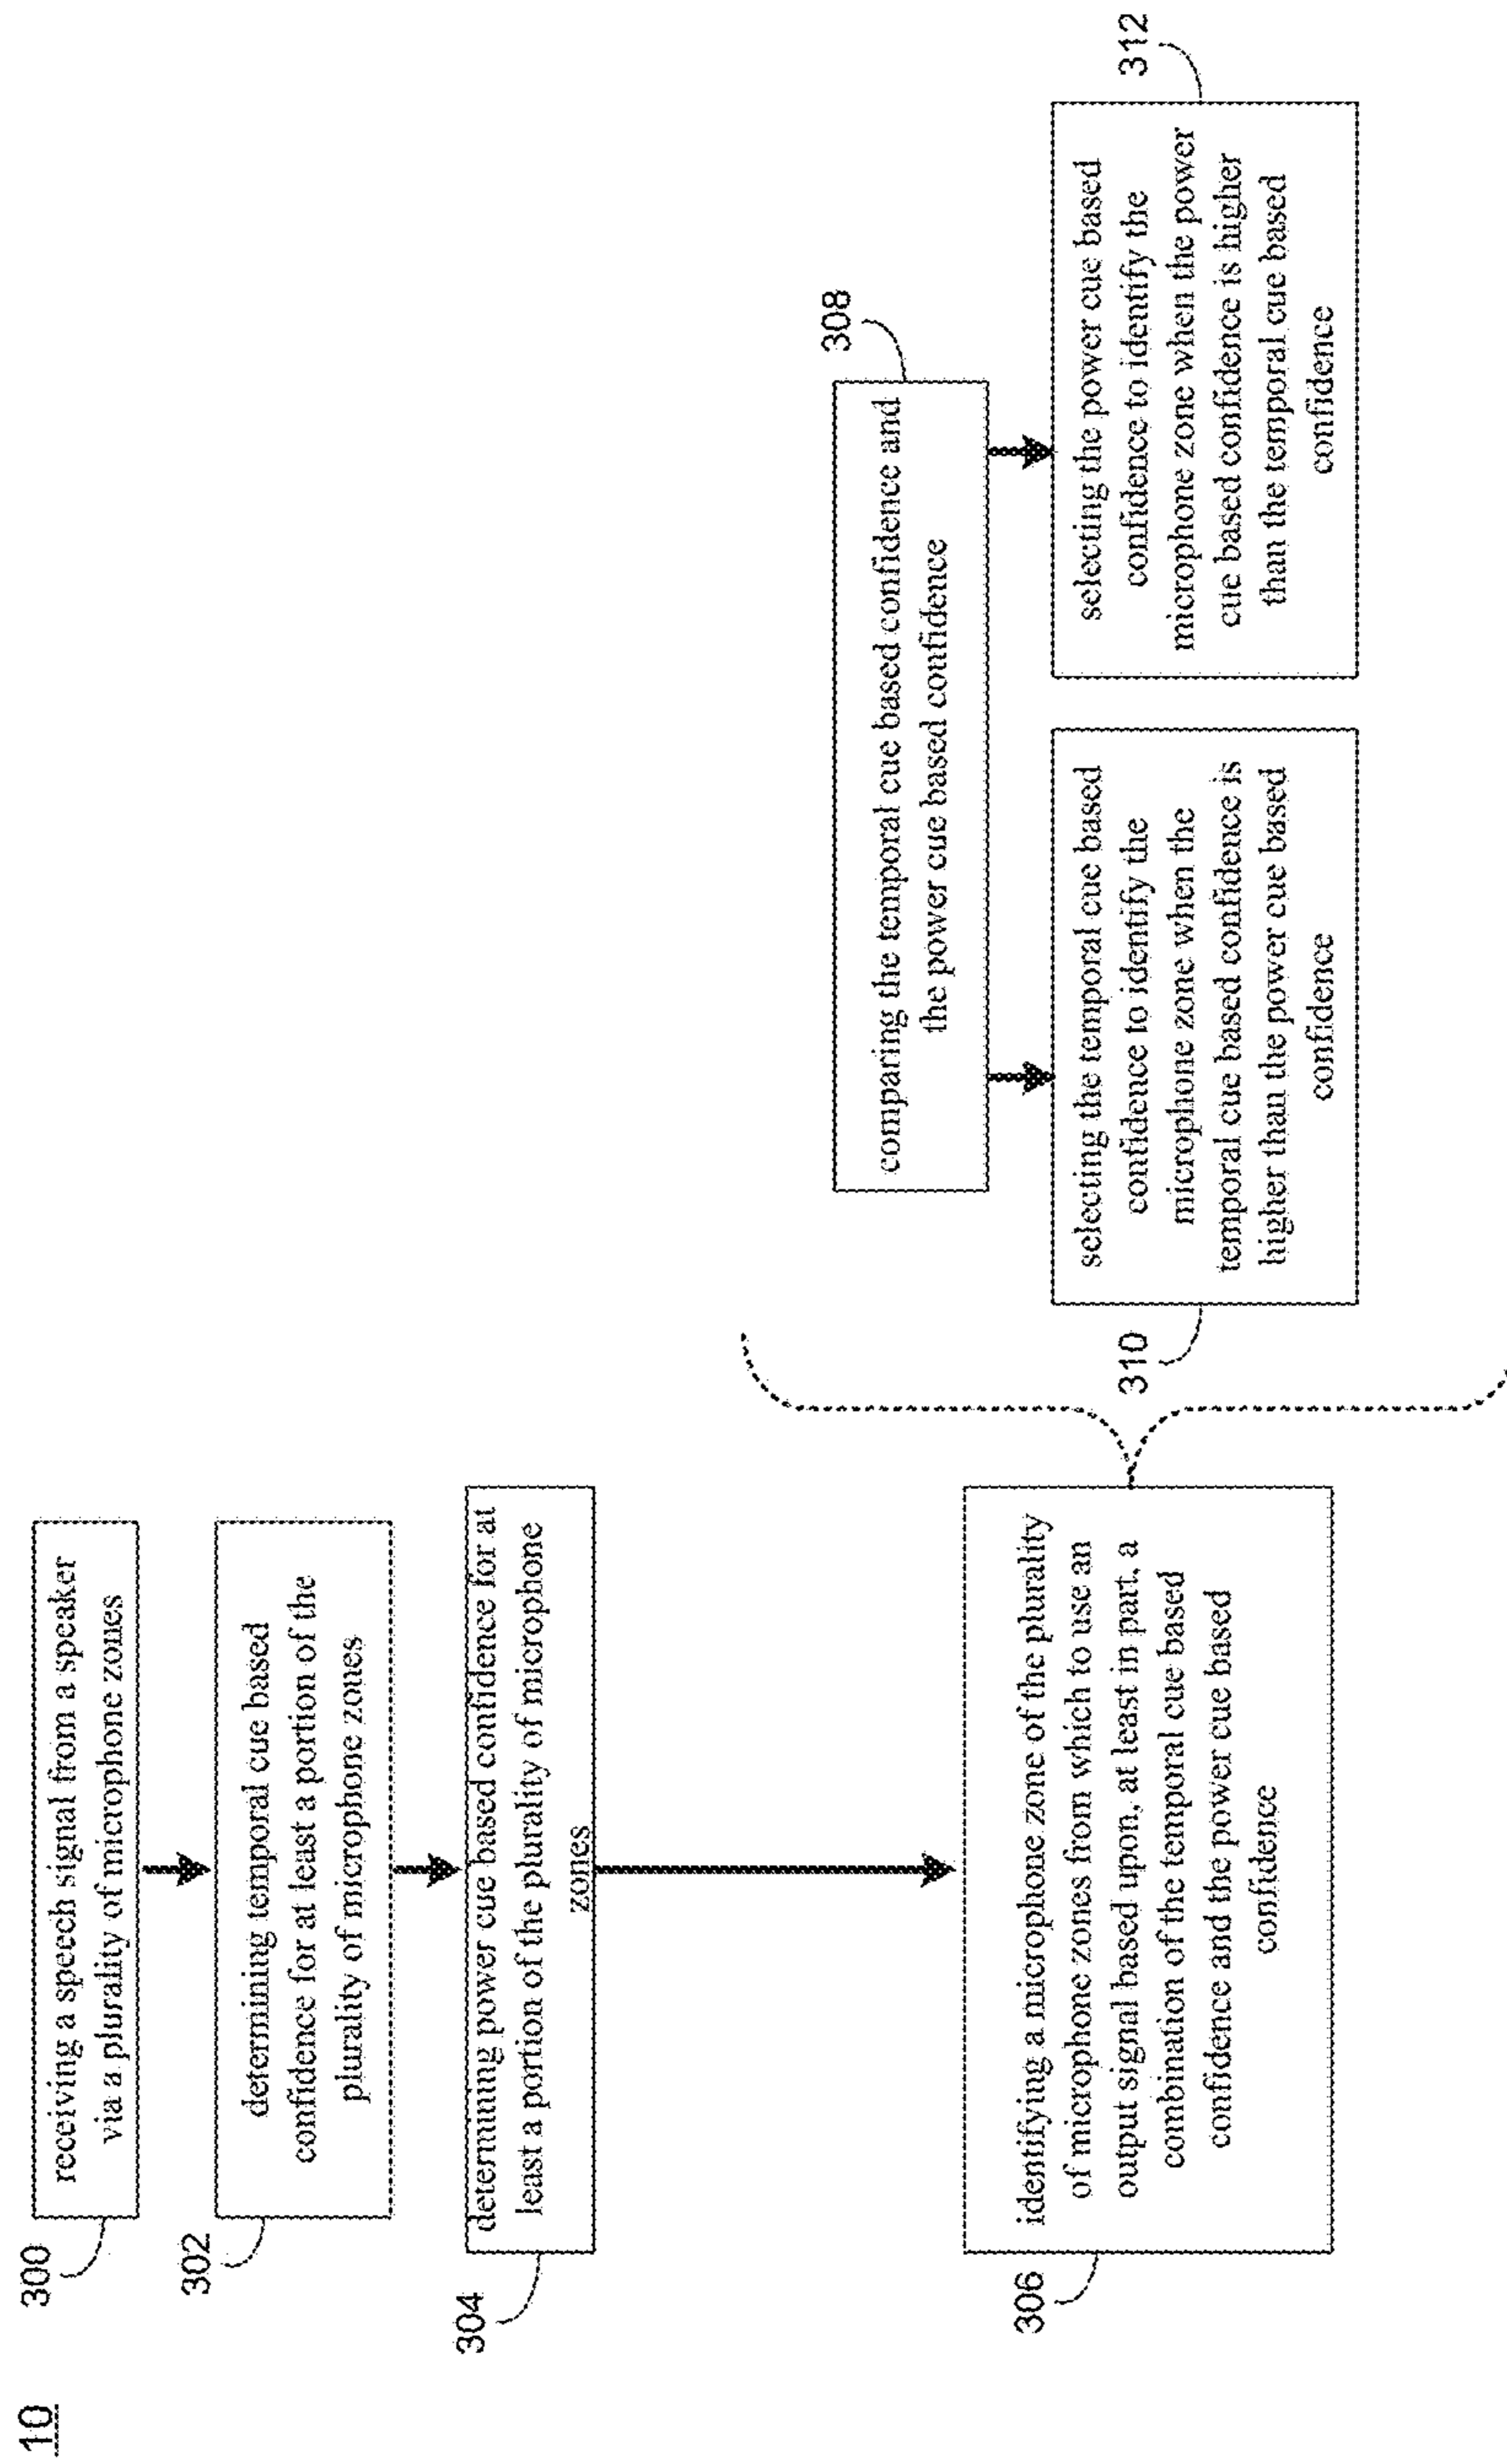 10
300
receiving a speech signal from a speaker
via a plurality of microphone zones
302
determining temporal cue based
confidence for at least a portion of the
plurality of microphone zones
304
determining power cue based confidence for at
least a portion of the plurality of microphone
zones
306
identifying a microphone zone of the plurality
of microphone zones from which to use an
output signal based upon, at least in part, a
combination of the temporal cue based
confidence and the power cue based
confidence
308
comparing the temporal cue based confidence and
the power cue based confidence
310
selecting the temporal cue based
confidence to identify the
microphone zone when the
temporal cue based confidence is
higher than the power cue based
confidence
312
selecting the power cue based
confidence to identify the
microphone zone when the power
cue based confidence is higher
than the temporal cue based
confidence